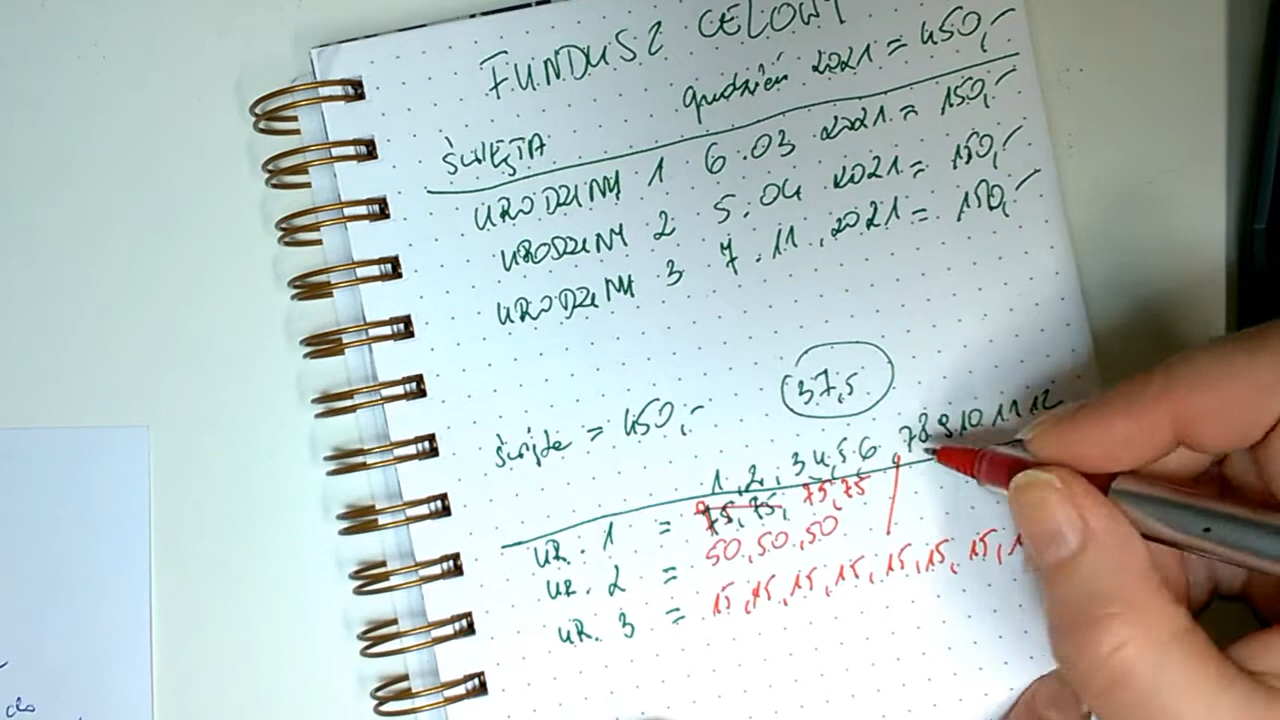 FUNDUSZ CELOWY
ŚWIĘTA grudzień 2021 = 450,-
URODZINY 1 6.03 2021 = 150,-
URODZINY 2 5.04 2021 = 150,-
URODZINY 3 7.11.2021 = 150,-
37,5
święta = 450,-
1, 2, 3 4, 5, 6, 7 8 9 10 11 12
UR. 1 = 75, 75, 75, 75
UR. 2 = 50, 50, 50
UR. 3 = 15, 15, 15, 15, 15, 15, 15,
do